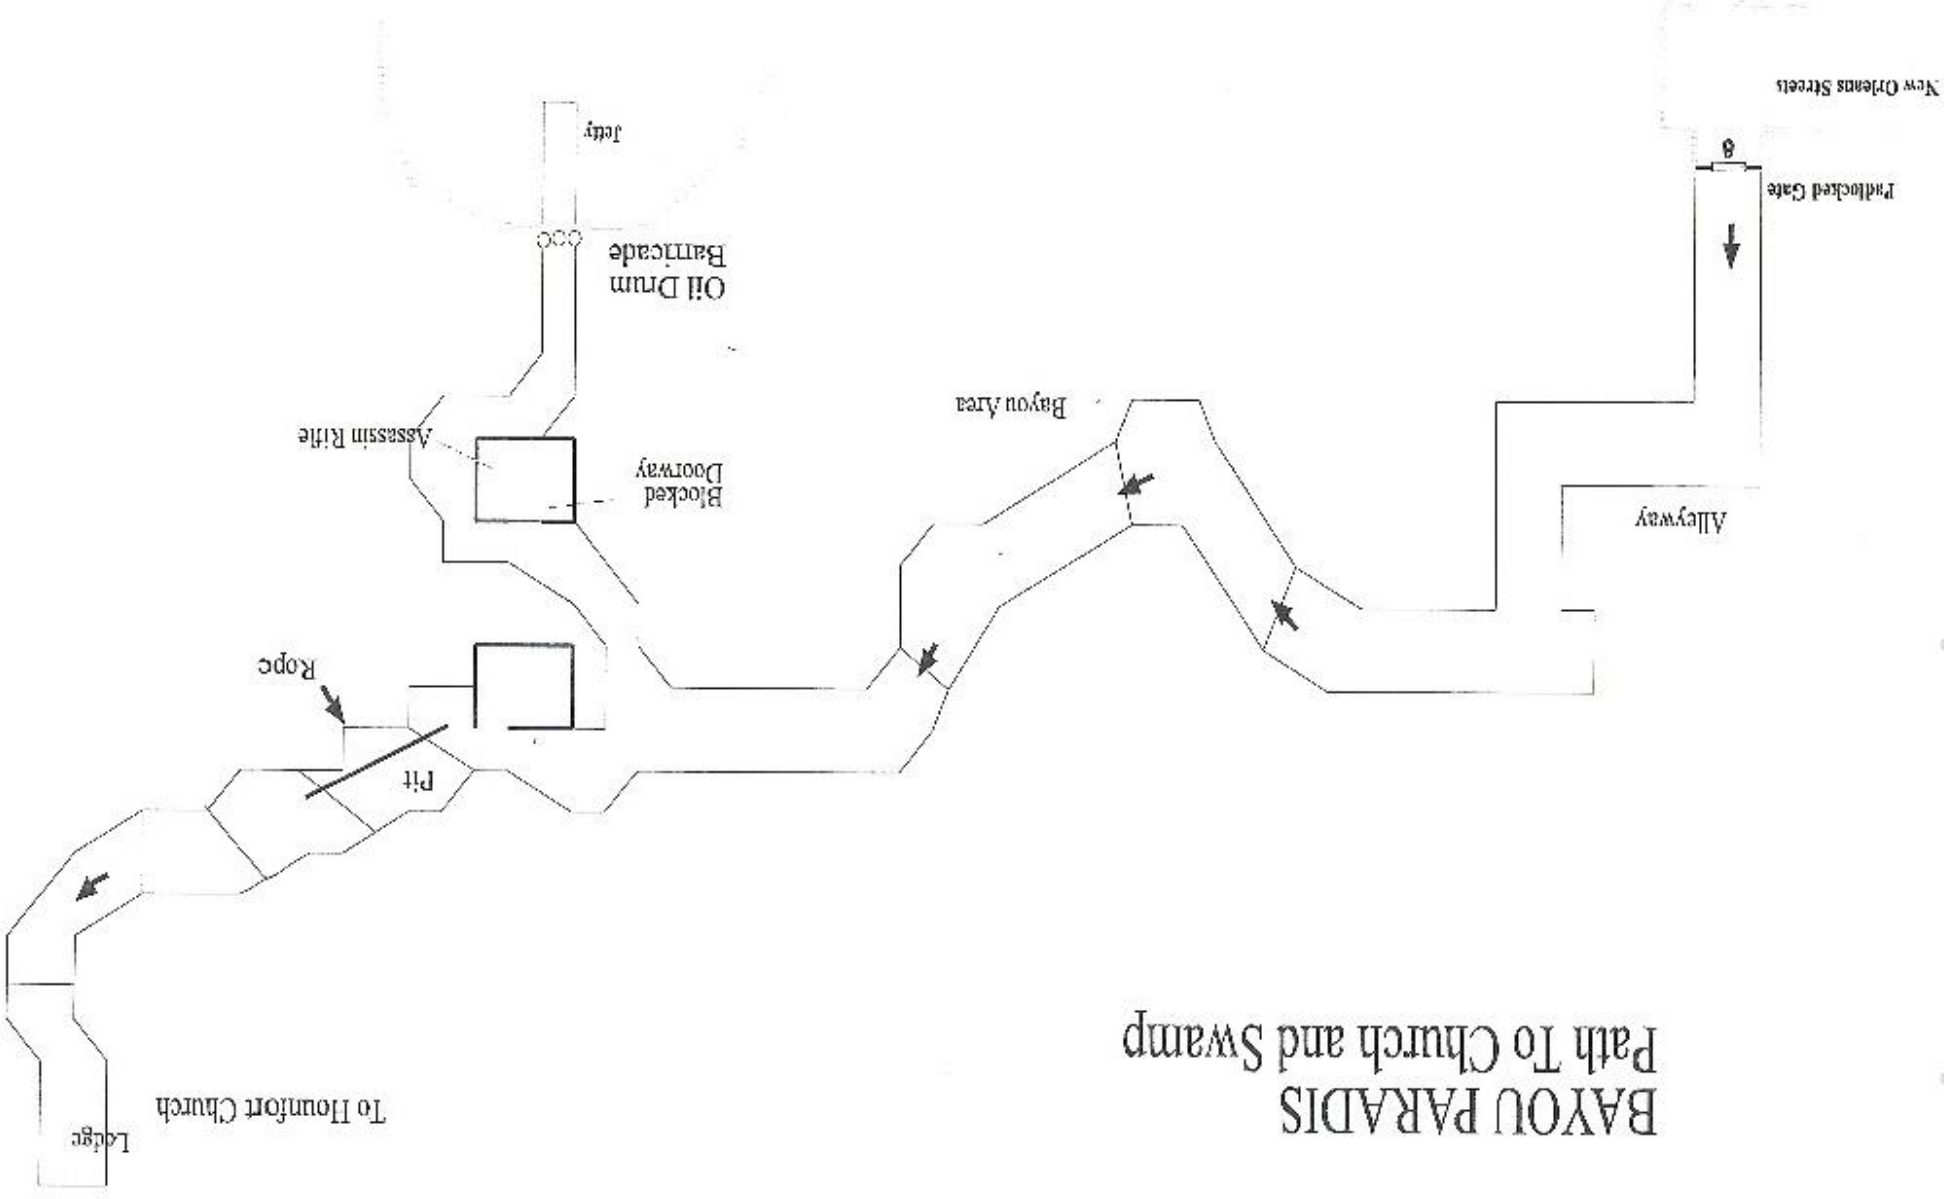 BAYOU PARADIS
Path To Church and Swamp
Ledge
To Hounfort Church
Pit
Rope
Alleyway
Blocked
Doorway
Assassin Rifle
Bayou Area
Oil Drum
Barricade
Padlocked Gate
Jetty
New Orleans Streets